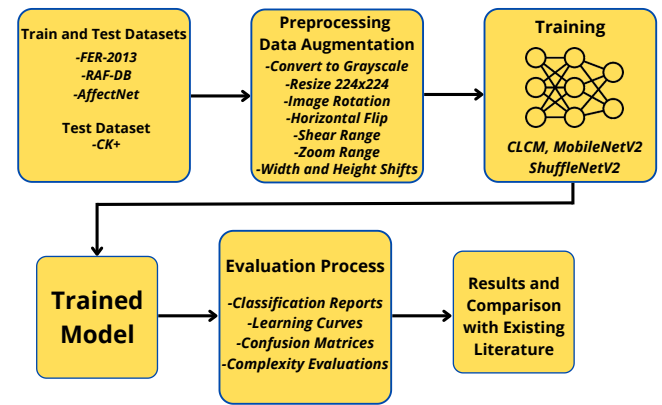 Train and Test Datasets
-FER-2013
-RAF-DB
-AffectNet
Test Dataset
-CK+
Preprocessing
Data Augmentation
-Convert to Grayscale
-Resize 224x224
-Image Rotation
-Horizontal Flip
-Shear Range
-Zoom Range
-Width and Height Shifts
Training
CLCM, MobileNetV2
ShuffleNetV2
Trained
Model
Evaluation Process
-Classification Reports
-Learning Curves
-Confusion Matrices
-Complexity Evaluations
Results and
Comparison
with Existing
Literature